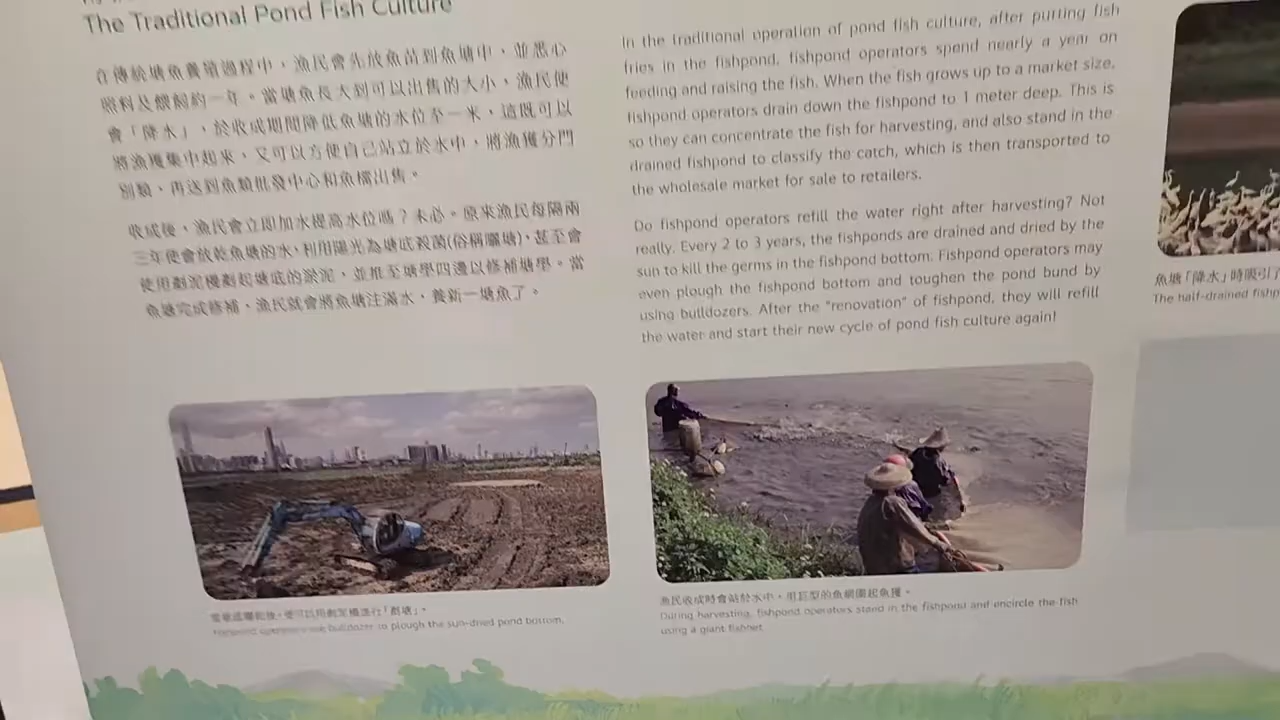 The Traditional Pond Fish Culture
在傳統塘魚養殖過程中，漁民會先放魚苗到魚塘中，並悉心
照料及餵飼約一年。當塘魚長大到可以出售的大小，漁民便
會「降水」，於收成期間降低魚塘的水位至一米，這既可以
將漁獲集中起來，又可以方便自己站立於水中，將漁獲分門
別類，再送到魚類批發中心和魚檔出售。
收成後，漁民會立即加水提高水位嗎？未必。原來漁民每隔兩
三年便會放乾魚塘的水，利用陽光為塘底殺菌(俗稱曬塘)，甚至會
使用剷泥機剷起塘底的淤泥，並推至塘壆四邊以修補塘壆。當
魚塘完成修補，漁民就會將魚塘注滿水，養新一塘魚了。
In the traditional operation of pond fish culture, after putting fish
fries in the fishpond, fishpond operators spend nearly a year on
feeding and raising the fish. When the fish grows up to a market size,
fishpond operators drain down the fishpond to 1 meter deep. This is
so they can concentrate the fish for harvesting, and also stand in the
drained fishpond to classify the catch, which is then transported to
the wholesale market for sale to retailers.
Do fishpond operators refill the water right after harvesting? Not
really. Every 2 to 3 years, the fishponds are drained and dried by the
sun to kill the germs in the fishpond bottom. Fishpond operators may
even plough the fishpond bottom and toughen the pond bund by
using bulldozers. After the "renovation" of fishpond, they will refill
the water and start their new cycle of pond fish culture again!
魚塘「降水」時吸引了
The half-drained fishp
可以用剷泥機進行「剷塘」。
bulldozer to plough the sun-dried pond bottom.
漁民收成時會站於水中，用巨型的魚網圍起魚獲。
During harvesting, fishpond operators stand in the fishpond and encircle the fish
using a giant fishnet.